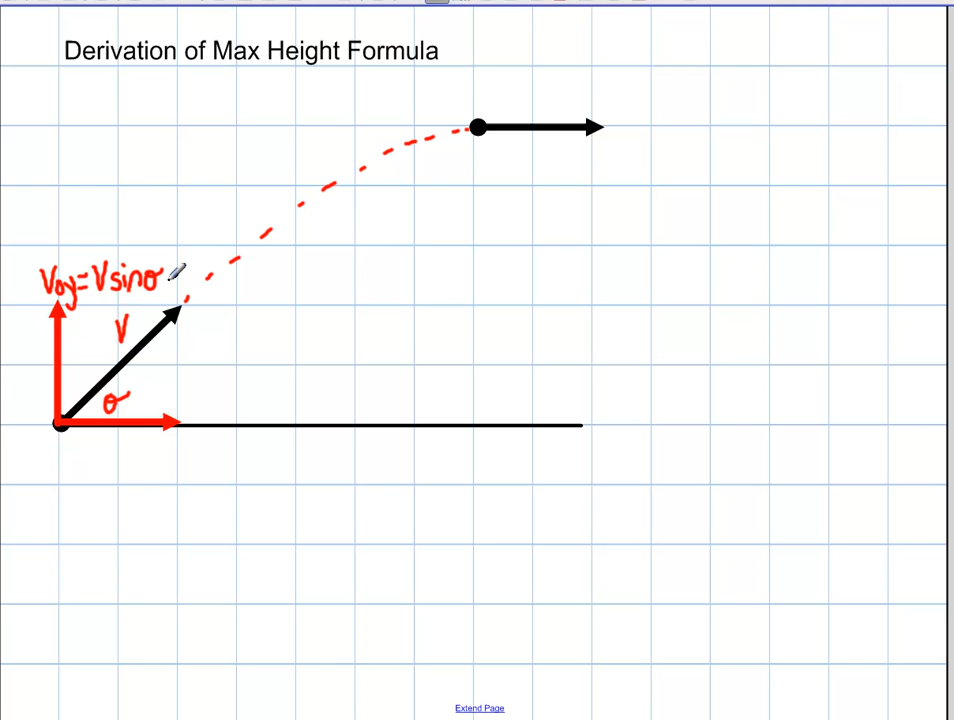 Derivation of Max Height Formula
Voy=Vsinθ
V
θ
Extend Page